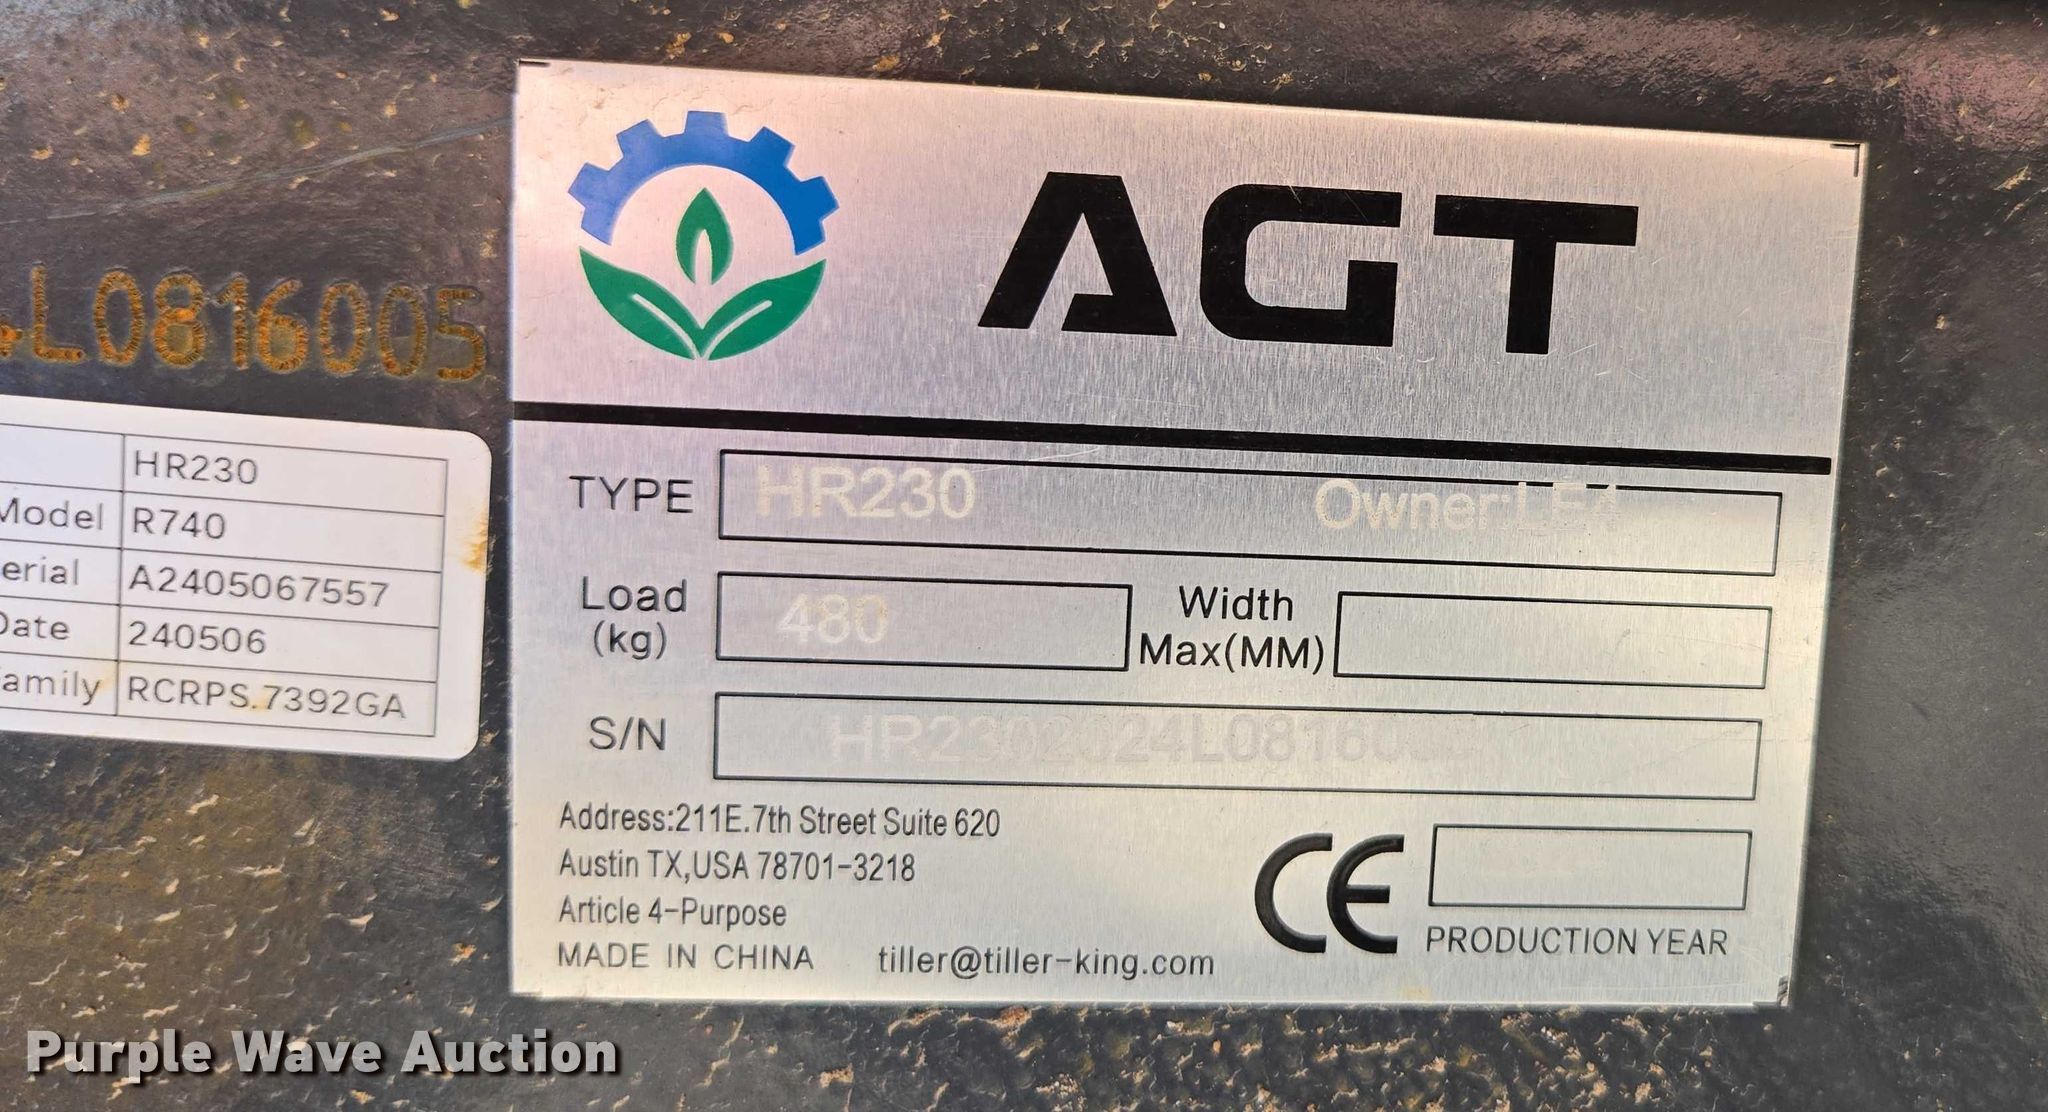 L0816005
HR230
Model R740
erial A2405067557
Date 240506
amily RCRPS.7392GA
AGT
TYPE HR230 Owner:
Load (kg) 480
Width Max(MM)
S/N
Address:211E.7th Street Suite 620
Austin TX,USA 78701-3218
Article 4-Purpose
MADE IN CHINA tiller@tiller-king.com
CE
PRODUCTION YEAR
Purple Wave Auction